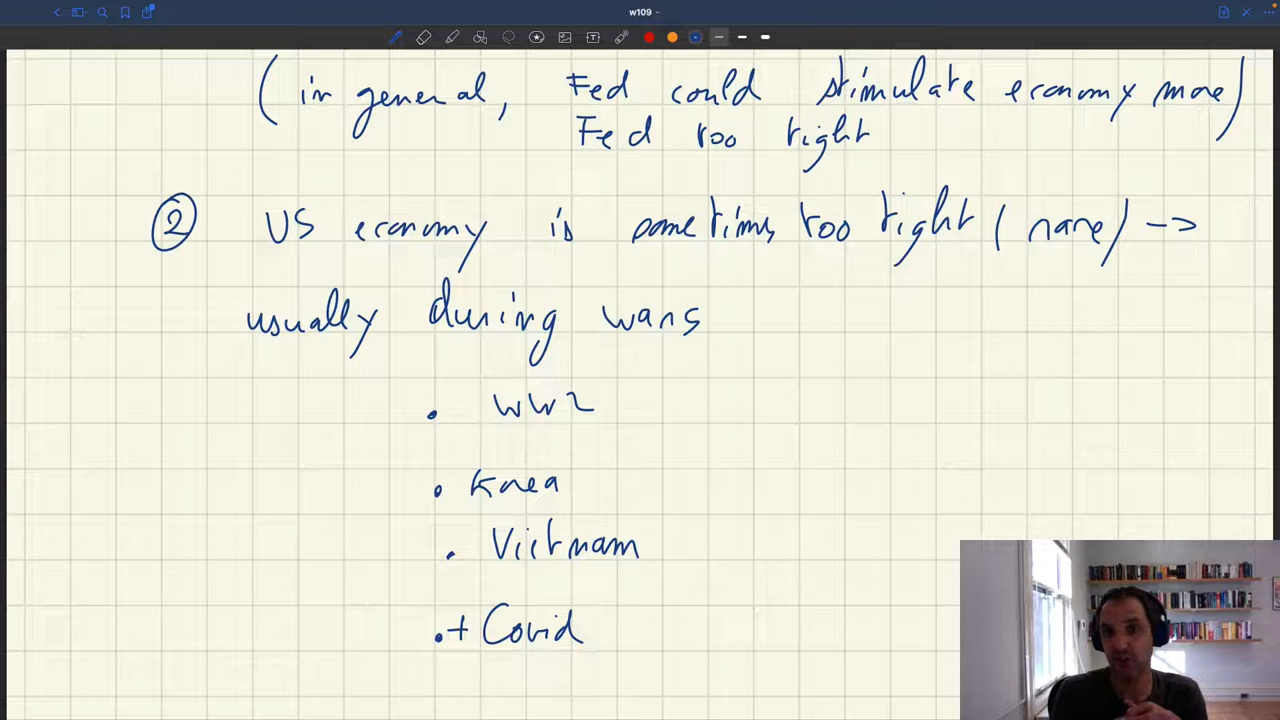 w109
(in general, Fed could stimulate economy more)
Fed too tight
② US economy is sometimes too tight (rare) →
usually during wars
• WW2
• Korea
• Vietnam
• + Covid